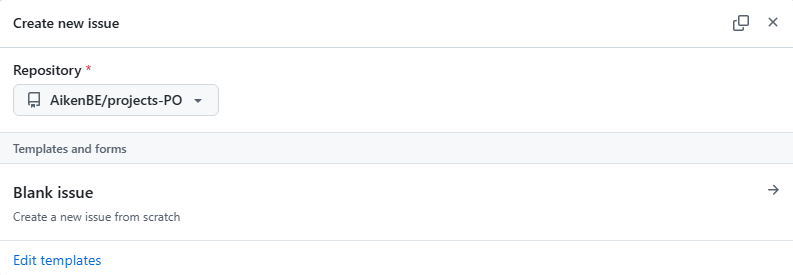 Create new issue
Repository *
AikenBE/projects-PO
Templates and forms
Blank issue
Create a new issue from scratch
Edit templates